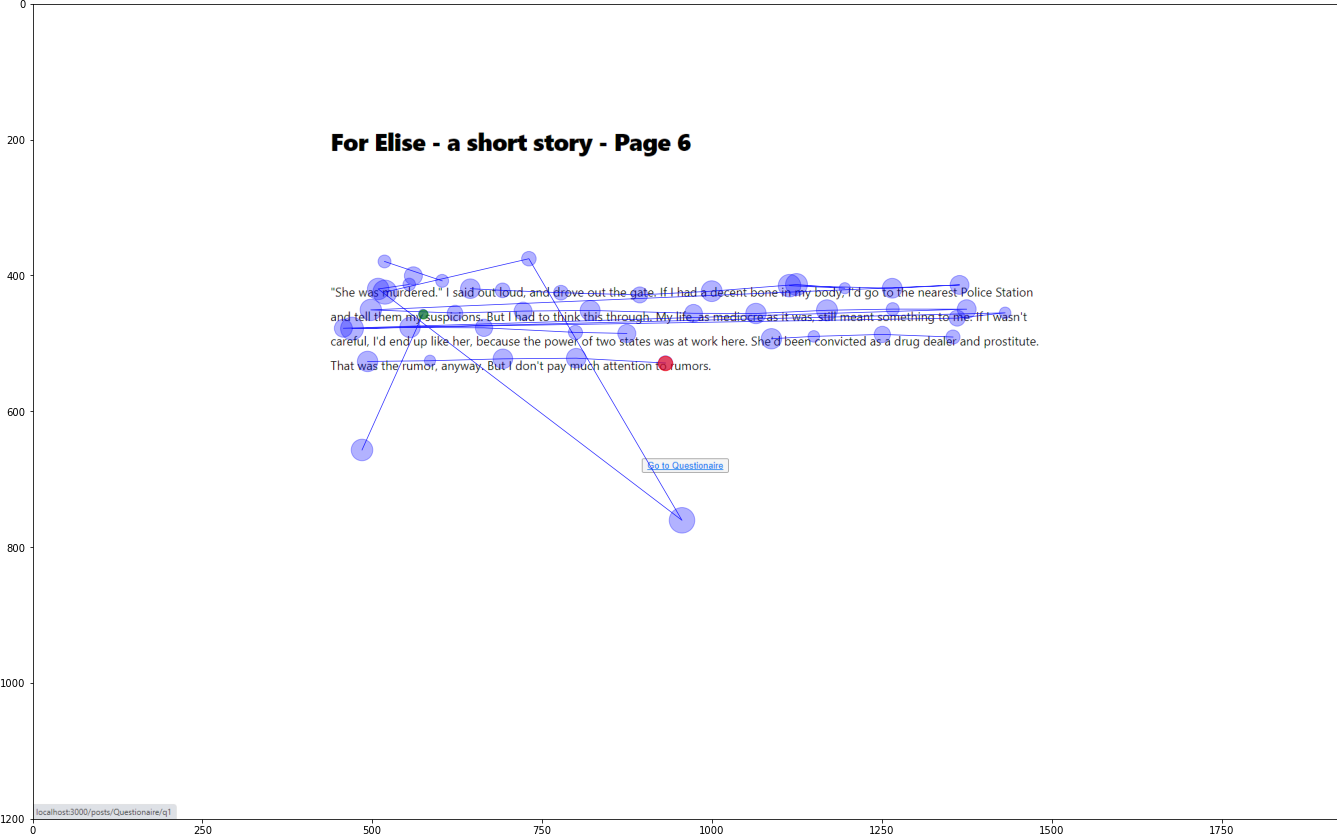 0
200
For Elise - a short story - Page 6
400
"She was murdered." I said out loud, and drove out the gate. If I had a decent bone in my body, I'd go to the nearest Police Station
and tell them my suspicions. But I had to think this through. My life, as mediocre as it was, still meant something to me. If I wasn't
careful, I'd end up like her, because the power of two states was at work here. She'd been convicted as a drug dealer and prostitute.
That was the rumor, anyway. But I don't pay much attention to rumors.
600
Go to Questionaire
800
1000
localhost:3000/posts/Questionaire/q1
1200
0 250 500 750 1000 1250 1500 1750